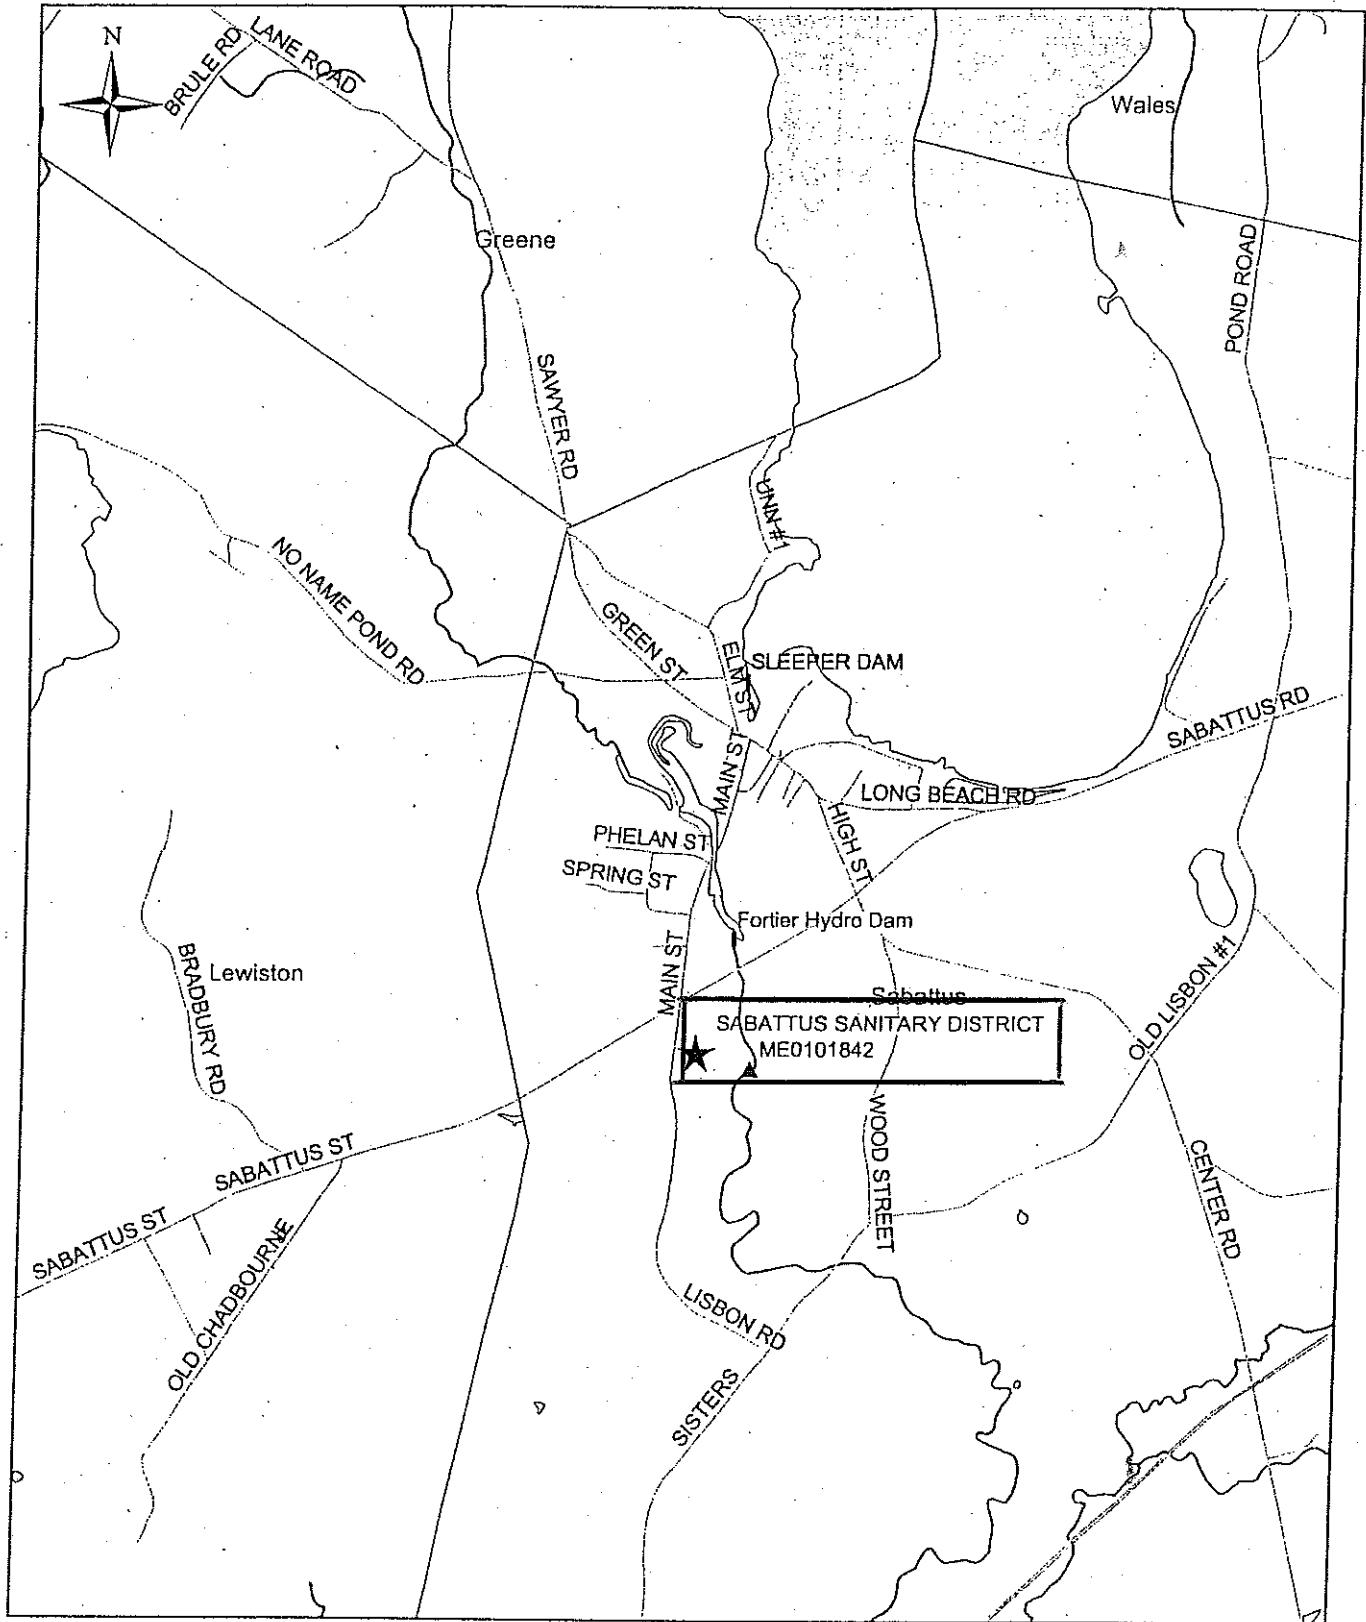 N
LANE ROAD
BRULE RD
Wales
Greene
POND ROAD
SAWYER RD
UNN #1
NO NAME POND RD
GREEN ST
ELM ST
SLEEPER DAM
SABATTUS RD
MAIN ST
LONG BEACH RD
HIGH ST
PHELAN ST
SPRING ST
Fortier Hydro Dam
MAIN ST
BRADBURY RD
Lewiston
OLD LISBON #1
Sabattus
SABATTUS SANITARY DISTRICT
ME0101842
WOOD STREET
CENTER RD
SABATTUS ST
SABATTUS ST
OLD CHADBOURNE
LISBON RD
SISTERS